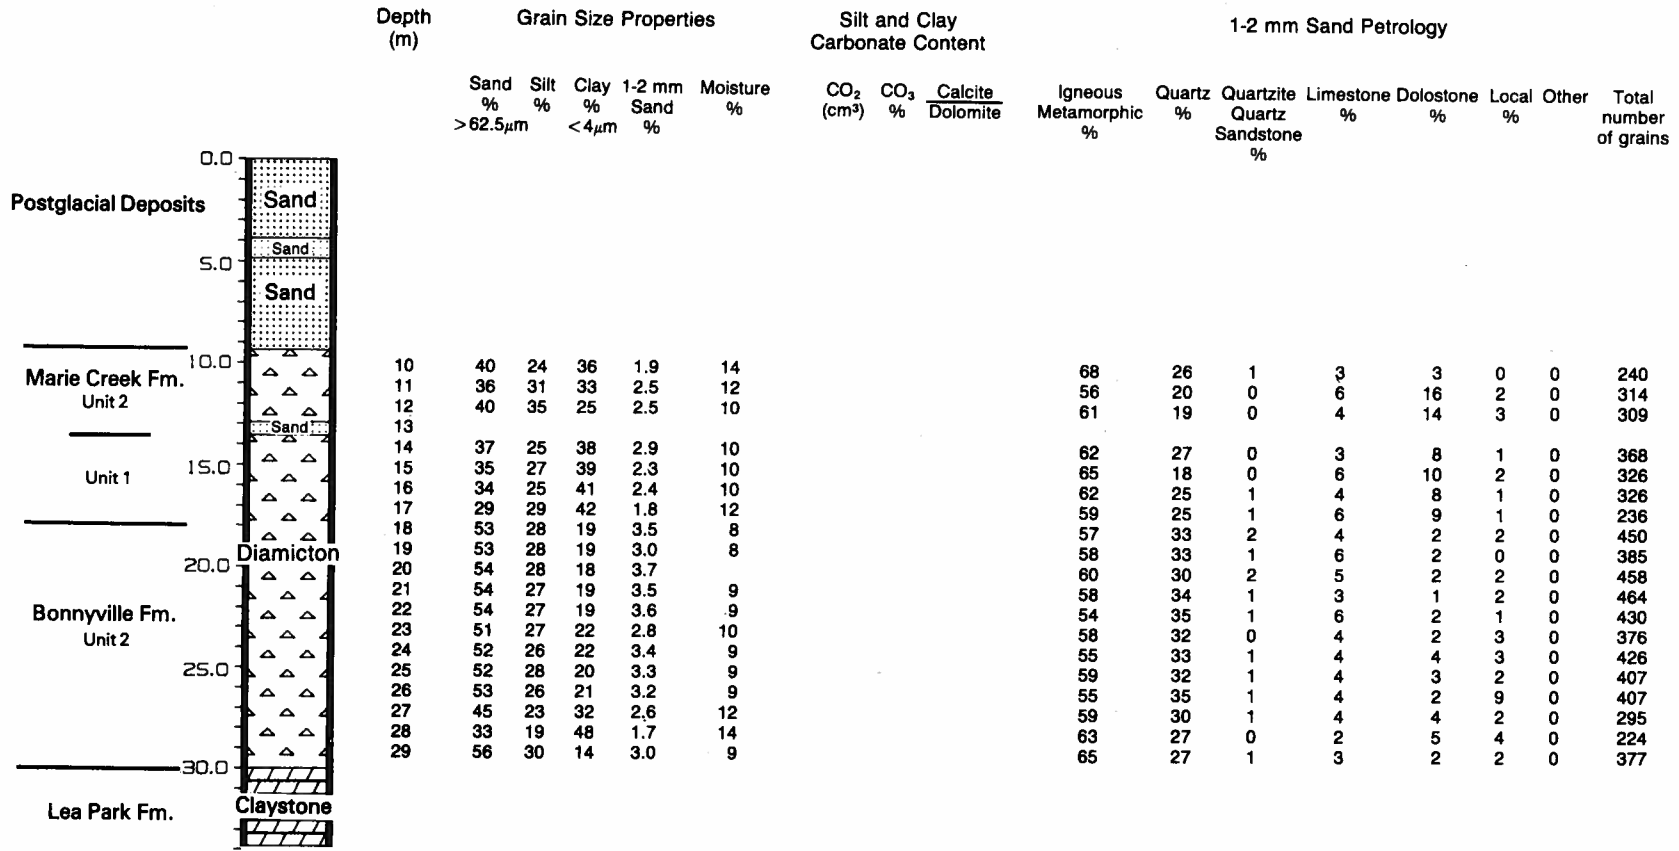 Depth Grain Size Properties Silt and Clay 1-2 mm Sand Petrology
(m) Carbonate Content
Sand Silt Clay 1-2 mm Moisture CO₂ CO₃ Calcite Igneous Quartz Quartzite Limestone Dolostone Local Other Total
% % % Sand % (cm³) % Dolomite Metamorphic % Quartz % % % number
>62.5μm <4μm % % Sandstone of grains
%
0.0
Postglacial Deposits Sand
Sand
5.0
Sand
10.0 10 40 24 36 1.9 14 68 26 1 3 3 0 0 240
Marie Creek Fm. 11 36 31 33 2.5 12 56 20 0 6 16 2 0 314
Unit 2 12 40 35 25 2.5 10 61 19 0 4 14 3 0 309
Sand 13
14 37 25 38 2.9 10 62 27 0 3 8 1 0 368
15.0 15 35 27 39 2.3 10 65 18 0 6 10 2 0 326
Unit 1 16 34 25 41 2.4 10 62 25 1 4 8 1 0 326
17 29 29 42 1.8 12 59 25 1 6 9 1 0 236
18 53 28 19 3.5 8 57 33 2 4 2 2 0 450
Diamicton 19 53 28 19 3.0 8 58 33 1 6 2 0 0 385
20.0 20 54 28 18 3.7 60 30 2 5 2 2 0 458
21 54 27 19 3.5 9 58 34 1 3 1 2 0 464
Bonnyville Fm. 22 54 27 19 3.6 9 54 35 1 6 2 1 0 430
Unit 2 23 51 27 22 2.8 10 58 32 0 4 2 3 0 376
24 52 26 22 3.4 9 55 33 1 4 4 3 0 426
25.0 25 52 28 20 3.3 9 59 32 1 4 3 2 0 407
26 53 26 21 3.2 9 55 35 1 4 2 9 0 407
27 45 23 32 2.6 12 59 30 1 4 4 2 0 295
28 33 19 48 1.7 14 63 27 0 2 5 4 0 224
29 56 30 14 3.0 9 65 27 1 3 2 2 0 377
30.0
Lea Park Fm. Claystone